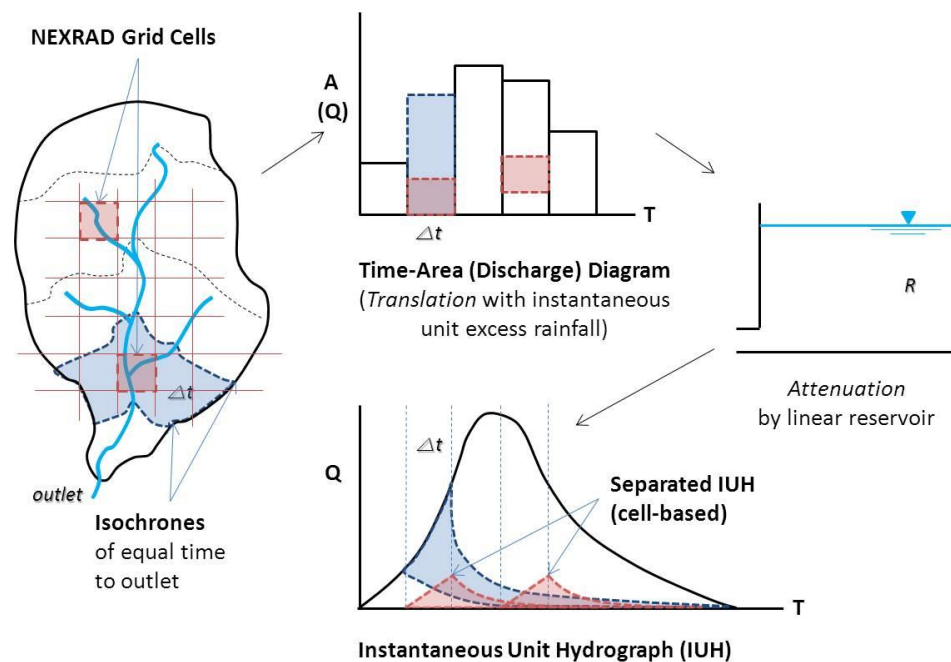 NEXRAD Grid Cells
△t
outlet
Isochrones
of equal time
to outlet
A
(Q)
T
△t
Time-Area (Discharge) Diagram
(Translation with instantaneous
unit excess rainfall)
R
Attenuation
by linear reservoir
Q
△t
Separated IUH
(cell-based)
T
Instantaneous Unit Hydrograph (IUH)